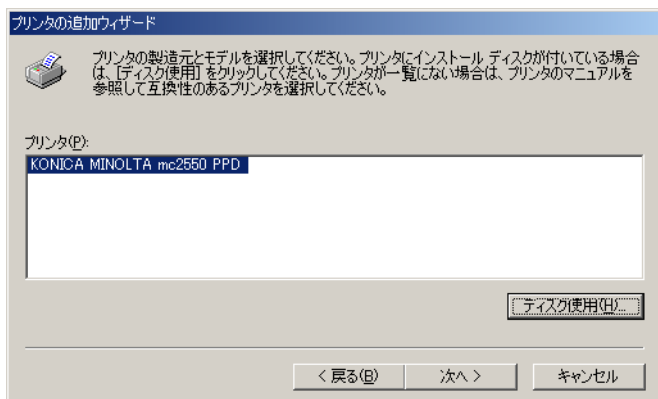 プリンタの追加ウィザード
プリンタの製造元とモデルを選択してください。プリンタにインストール ディスクが付いている場合
は、[ディスク使用] をクリックしてください。プリンタが一覧にない場合は、プリンタのマニュアルを
参照して互換性のあるプリンタを選択してください。
プリンタ(P):
KONICA MINOLTA mc2550 PPD
ディスク使用(H)...
< 戻る(B)
次へ >
キャンセル